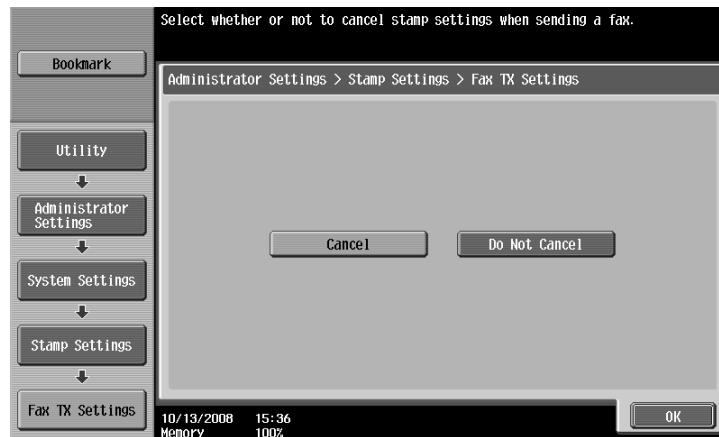 Select whether or not to cancel stamp settings when sending a fax.
Bookmark
Administrator Settings > Stamp Settings > Fax TX Settings
Utility
Administrator
Settings
System Settings
Stamp Settings
Fax TX Settings
Cancel
Do Not Cancel
10/13/2008 15:36
Memory 100%
OK